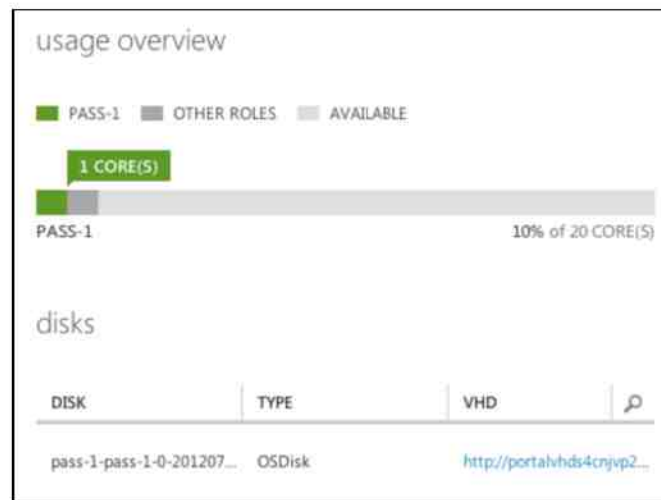 usage overview
PASS-1 OTHER ROLES AVAILABLE
1 CORE(S)
PASS-1 10% of 20 CORE(S)
disks
DISK TYPE VHD
pass-1-pass-1-0-201207... OSDisk http://portalvhds4cnjvp2...